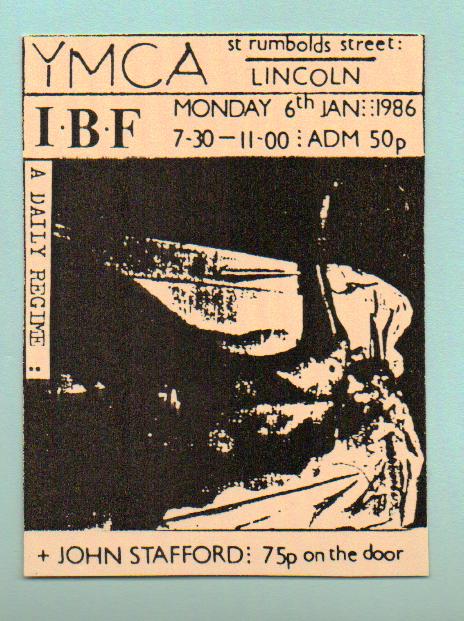 YMCA
st rumbolds street:
LINCOLN
I·B·F
MONDAY 6th JAN::1986
7-30—11-00 : ADM 50p
A DAILY REGIME :
+ JOHN STAFFORD: 75p on the door